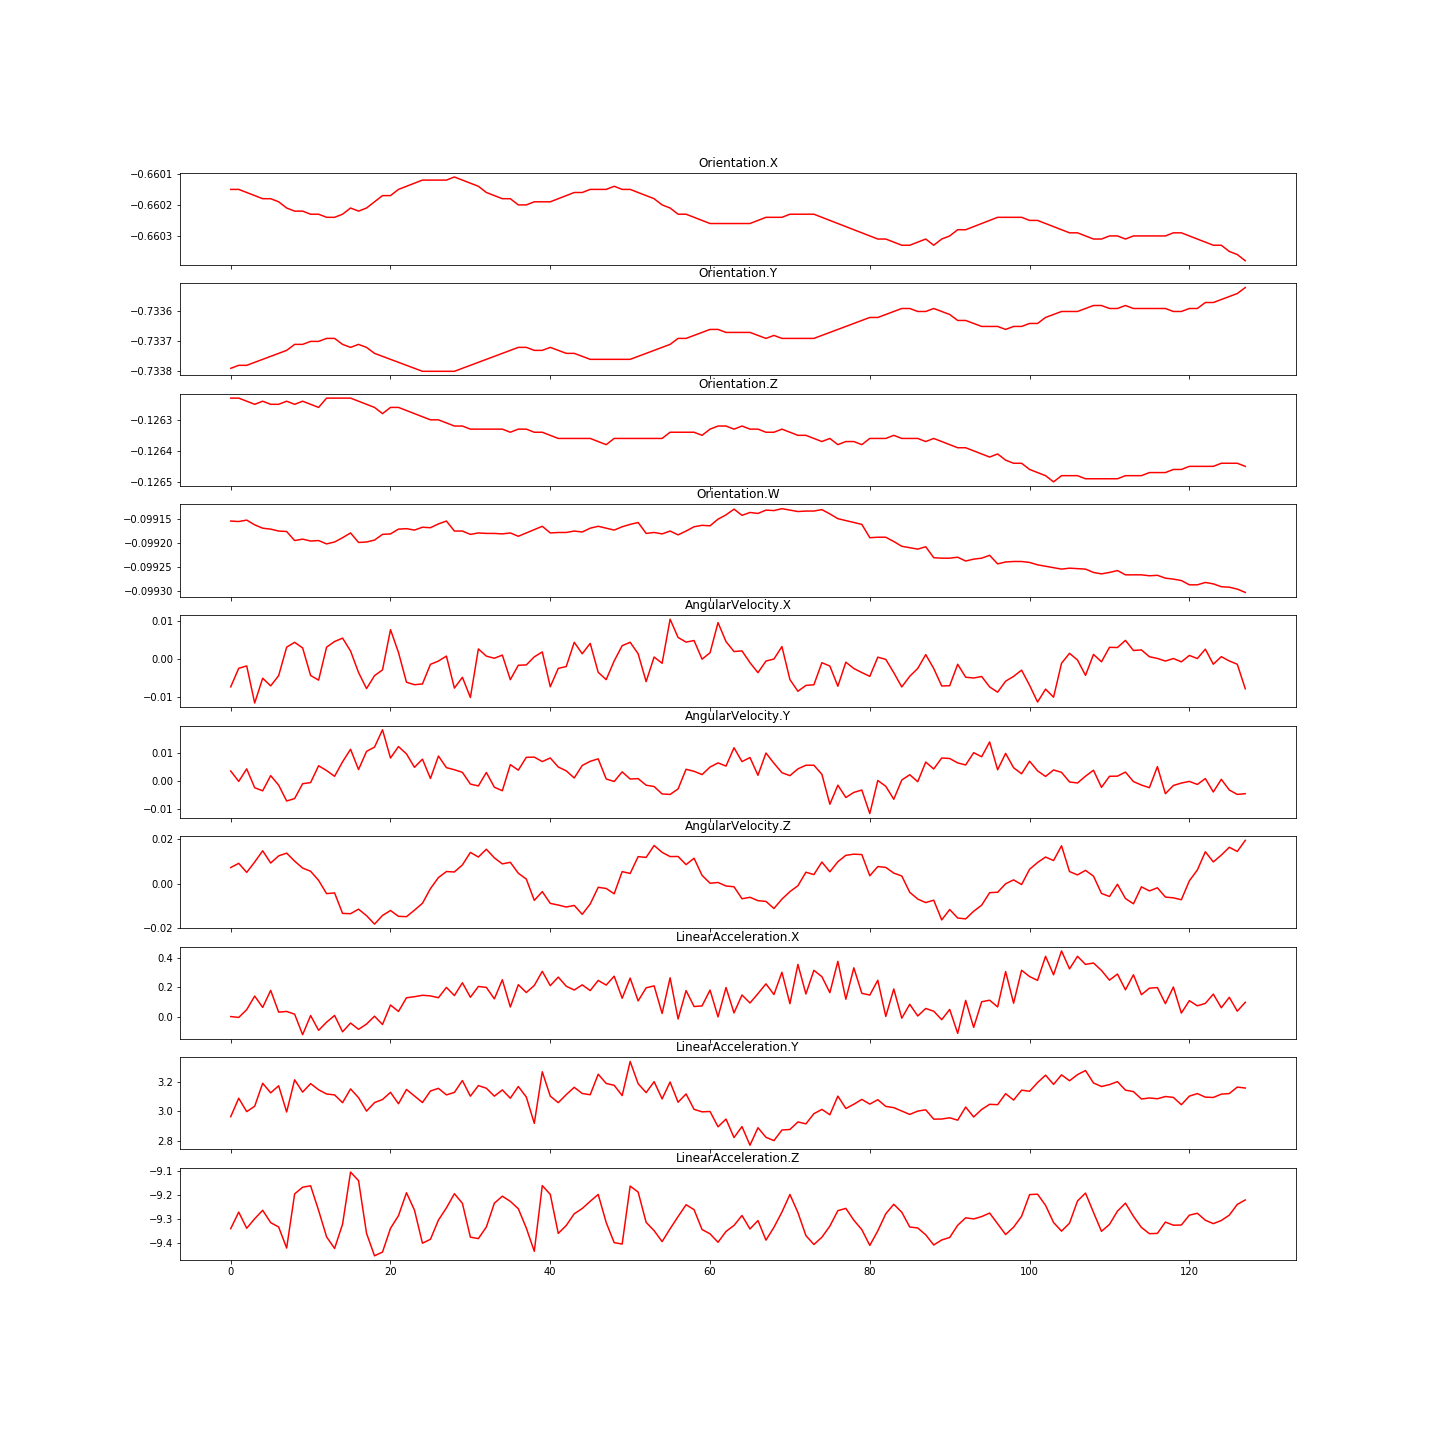 Orientation.X
−0.6601
−0.6602
−0.6603
Orientation.Y
−0.7336
−0.7337
−0.7338
Orientation.Z
−0.1263
−0.1264
−0.1265
Orientation.W
−0.09915
−0.09920
−0.09925
−0.09930
AngularVelocity.X
0.01
0.00
−0.01
AngularVelocity.Y
0.01
0.00
−0.01
AngularVelocity.Z
0.02
0.00
−0.02
LinearAcceleration.X
0.4
0.2
0.0
LinearAcceleration.Y
3.2
3.0
2.8
LinearAcceleration.Z
−9.1
−9.2
−9.3
−9.4
0 20 40 60 80 100 120